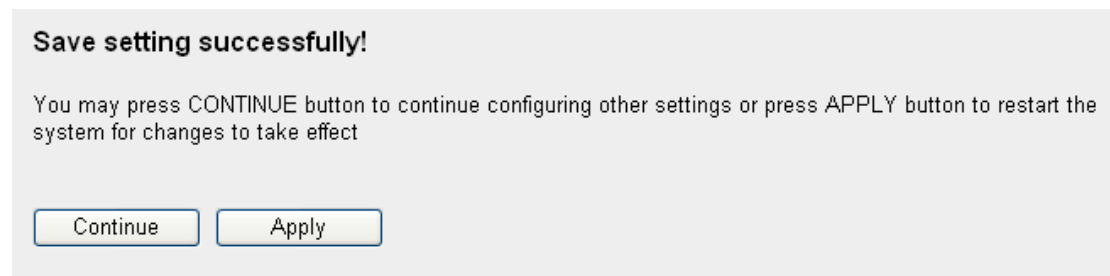 Save setting successfully!
You may press CONTINUE button to continue configuring other settings or press APPLY button to restart the
system for changes to take effect
Continue Apply